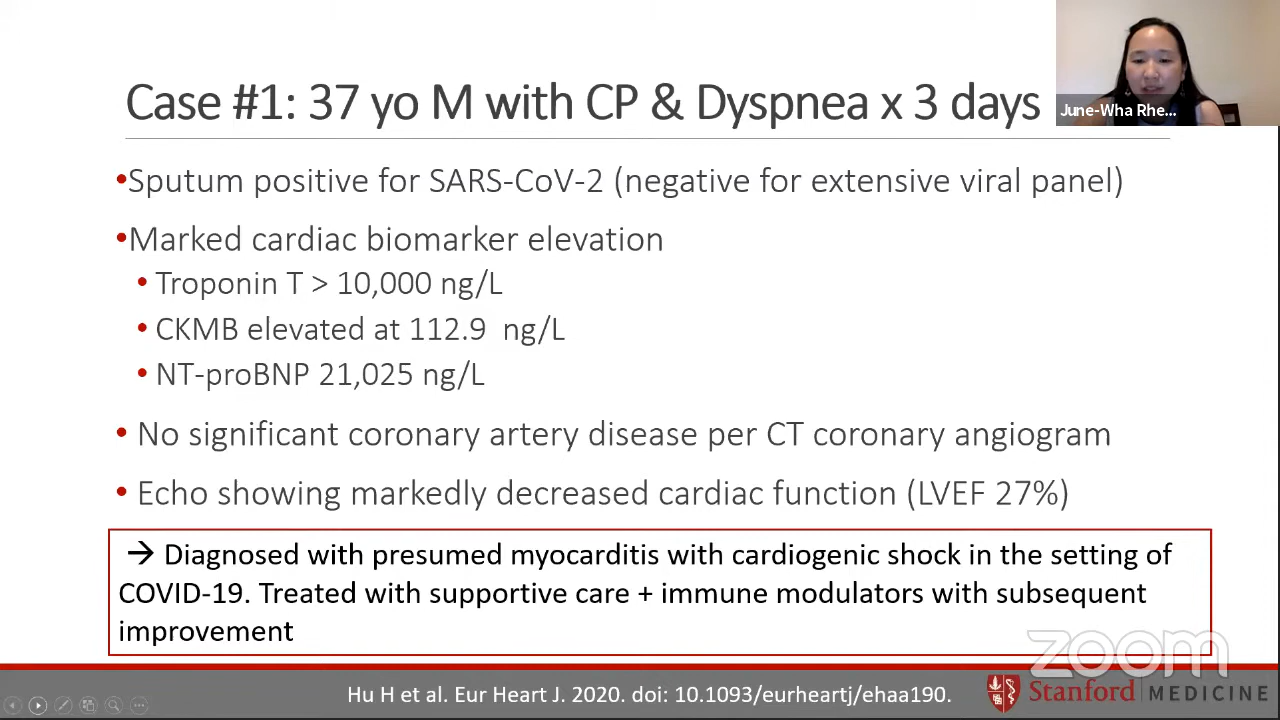 Case #1: 37 yo M with CP & Dyspnea x 3 days
June-Wha Rhe...
•Sputum positive for SARS-CoV-2 (negative for extensive viral panel)
•Marked cardiac biomarker elevation
• Troponin T > 10,000 ng/L
• CKMB elevated at 112.9 ng/L
• NT-proBNP 21,025 ng/L
• No significant coronary artery disease per CT coronary angiogram
• Echo showing markedly decreased cardiac function (LVEF 27%)
→ Diagnosed with presumed myocarditis with cardiogenic shock in the setting of
COVID-19. Treated with supportive care + immune modulators with subsequent
improvement
zoom
Hu H et al. Eur Heart J. 2020. doi: 10.1093/eurheartj/ehaa190.
Stanford MEDICINE